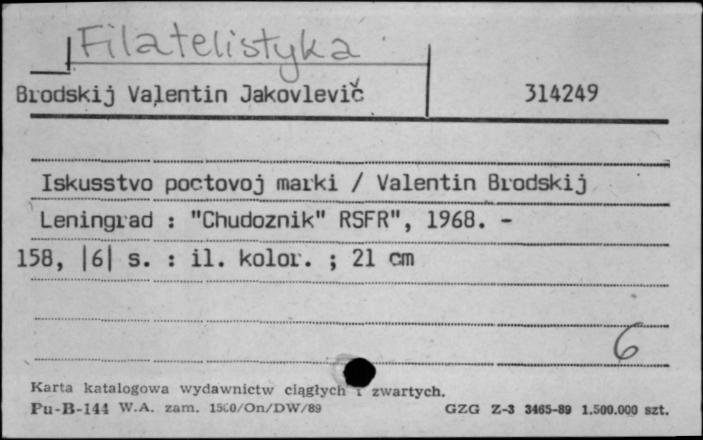 Filatelistyka
Brodskij Valentin Jakovlevič 314249
Iskusstvo poctovoj marki / Valentin Brodskij
Leningrad : "Chudoznik" RSFR", 1968. -
158, |6| s. : il. kolor. ; 21 cm
6
Karta katalogowa wydawnictw ciągłych i zwartych.
Pu-B-144 W.A. zam. 1500/On/DW/89 GZG Z-3 3465-89 1.500.000 szt.